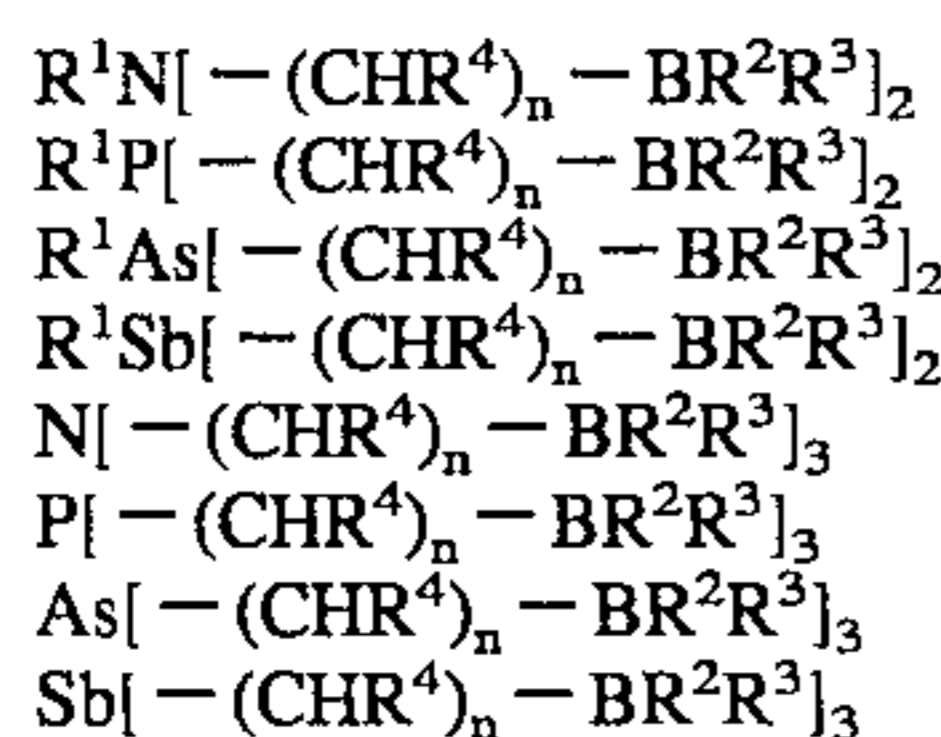 R¹N[ — (CHR⁴)ₙ — BR²R³]₂
R¹P[ — (CHR⁴)ₙ — BR²R³]₂
R¹As[ — (CHR⁴)ₙ — BR²R³]₂
R¹Sb[ — (CHR⁴)ₙ — BR²R³]₂
N[ — (CHR⁴)ₙ — BR²R³]₃
P[ — (CHR⁴)ₙ — BR²R³]₃
As[ — (CHR⁴)ₙ — BR²R³]₃
Sb[ — (CHR⁴)ₙ — BR²R³]₃